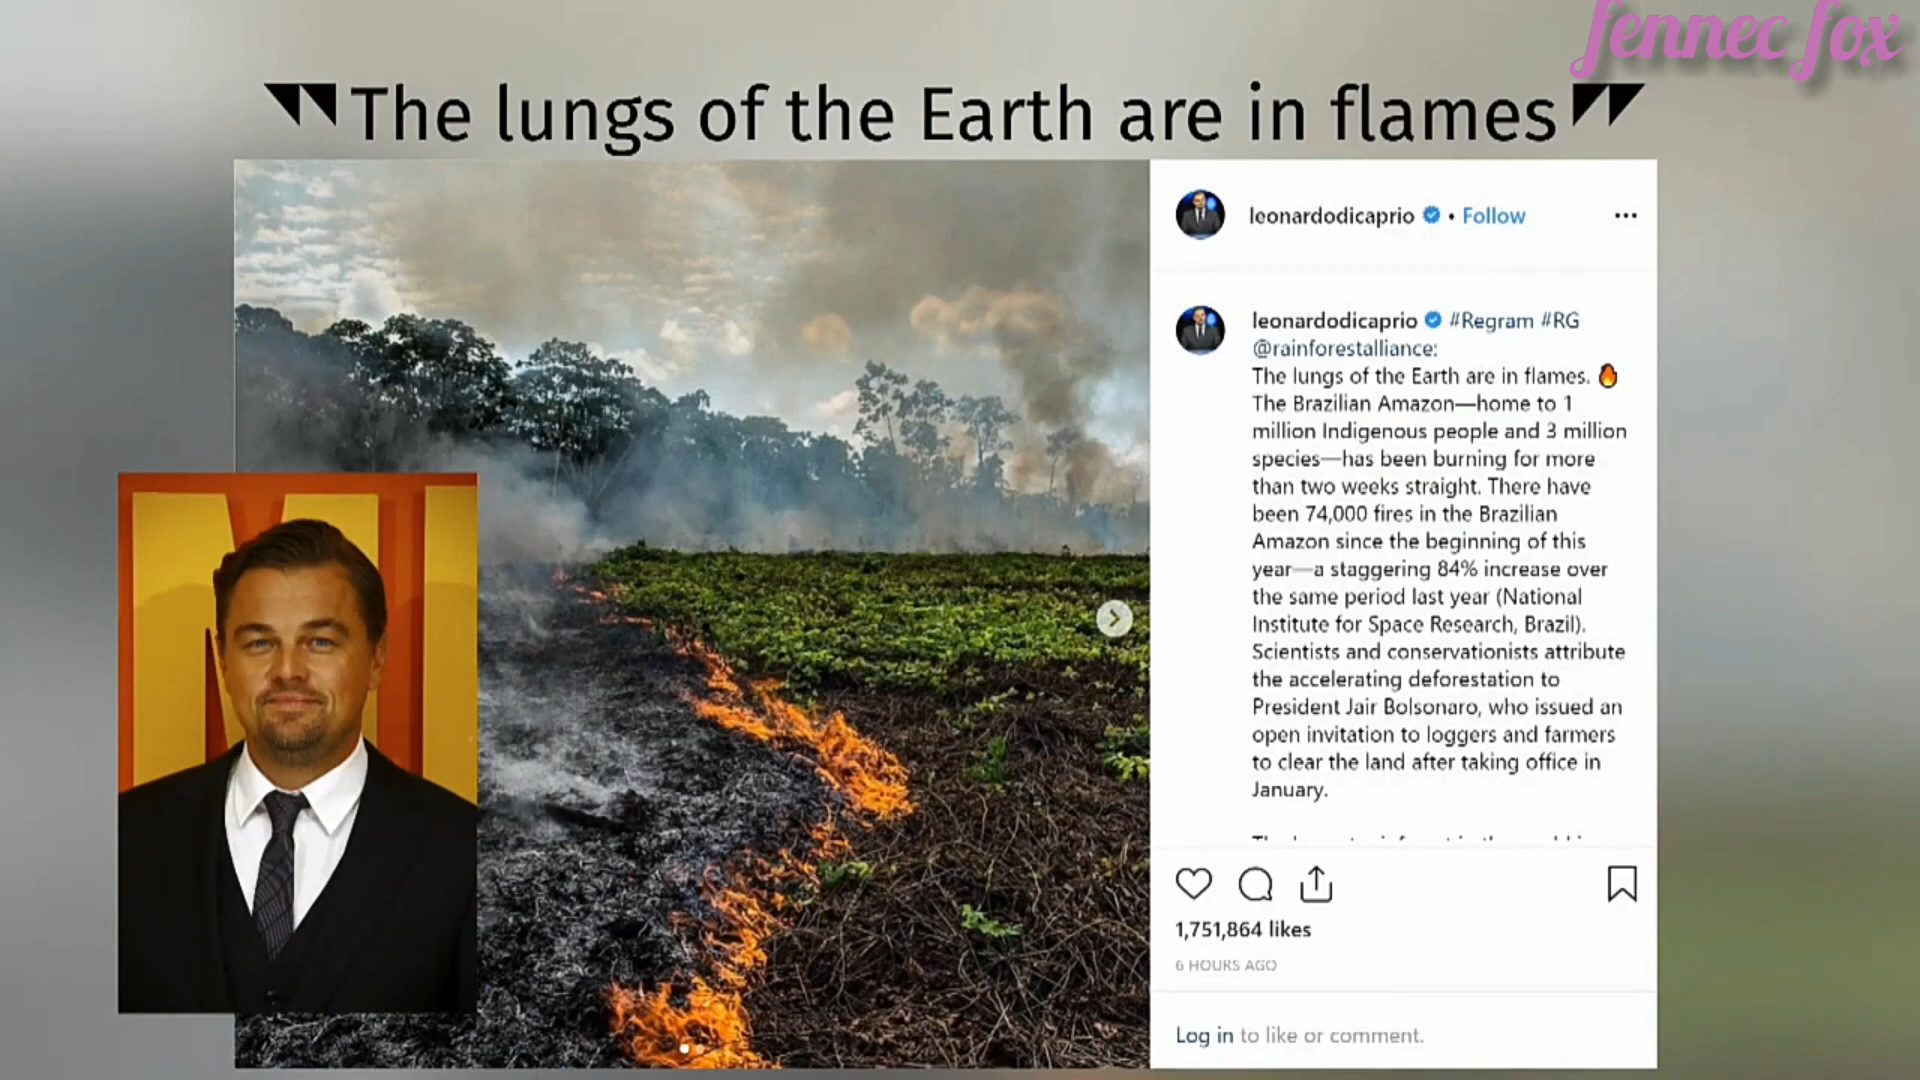 fennec fox
"The lungs of the Earth are in flames"
leonardodicaprio • Follow
leonardodicaprio #Regram #RG
@rainforestalliance:
The lungs of the Earth are in flames. 🔥
The Brazilian Amazon—home to 1
million Indigenous people and 3 million
species—has been burning for more
than two weeks straight. There have
been 74,000 fires in the Brazilian
Amazon since the beginning of this
year—a staggering 84% increase over
the same period last year (National
Institute for Space Research, Brazil).
Scientists and conservationists attribute
the accelerating deforestation to
President Jair Bolsonaro, who issued an
open invitation to loggers and farmers
to clear the land after taking office in
January.
1,751,864 likes
6 HOURS AGO
Log in to like or comment.